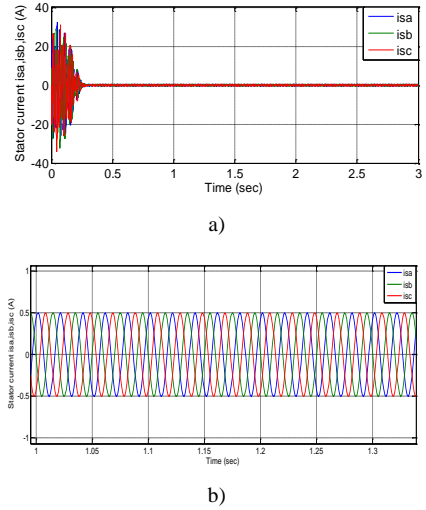 40
20
0
-20
-40
0
0.5
1
1.5
2
2.5
3
Stator current isa,isb,isc (A)
Time (sec)
isa
isb
isc
a)
1
0.5
0
-0.5
-1
1
1.05
1.1
1.15
1.2
1.25
1.3
Stator current isa,isb,isc (A)
Time (sec)
isa
isb
isc
b)